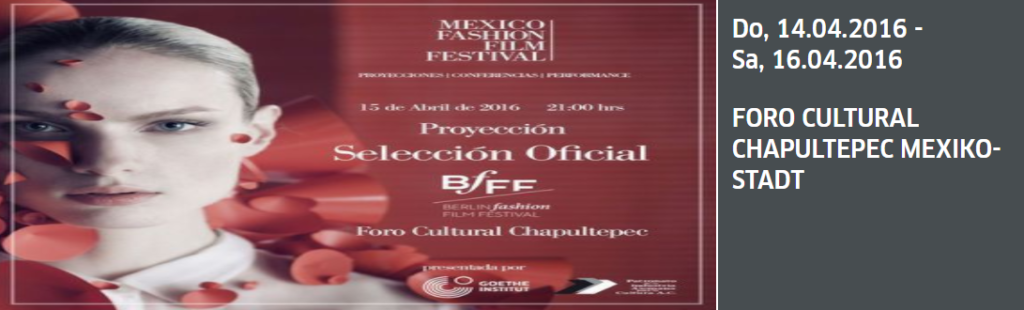 MEXICO
FASHION
FILM
FESTIVAL
PROYECCIONES | CONFERENCIAS | PERFORMANCE
15 de Abril de 2016 21:00 hrs
Proyección
Selección Oficial
BfFF
BERLIN fashion
FILM FESTIVAL
Foro Cultural Chapultepec
presentada por
GOETHE
INSTITUT
Cultura A.C.
Do, 14.04.2016 -
Sa, 16.04.2016
FORO CULTURAL
CHAPULTEPEC MEXIKO-
STADT